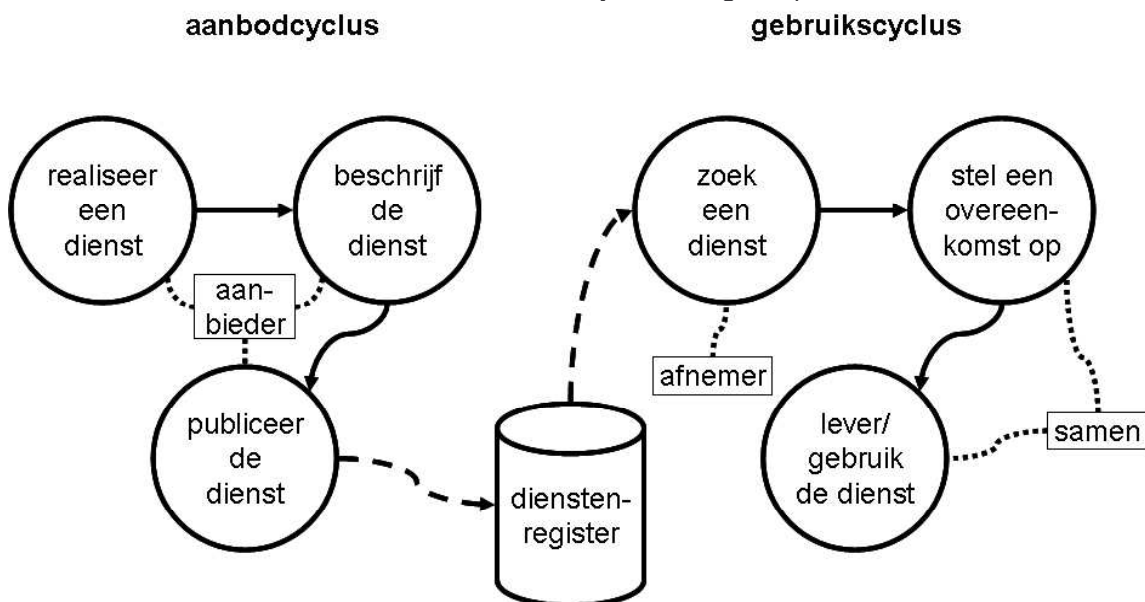 aanbodcyclus
gebruikscyclus
realiseer
een
dienst
beschrijf
de
dienst
aan-
bieder
publiceer
de
dienst
diensten-
register
zoek
een
dienst
afnemer
stel een
overeen-
komst op
lever/
gebruik
de dienst
samen